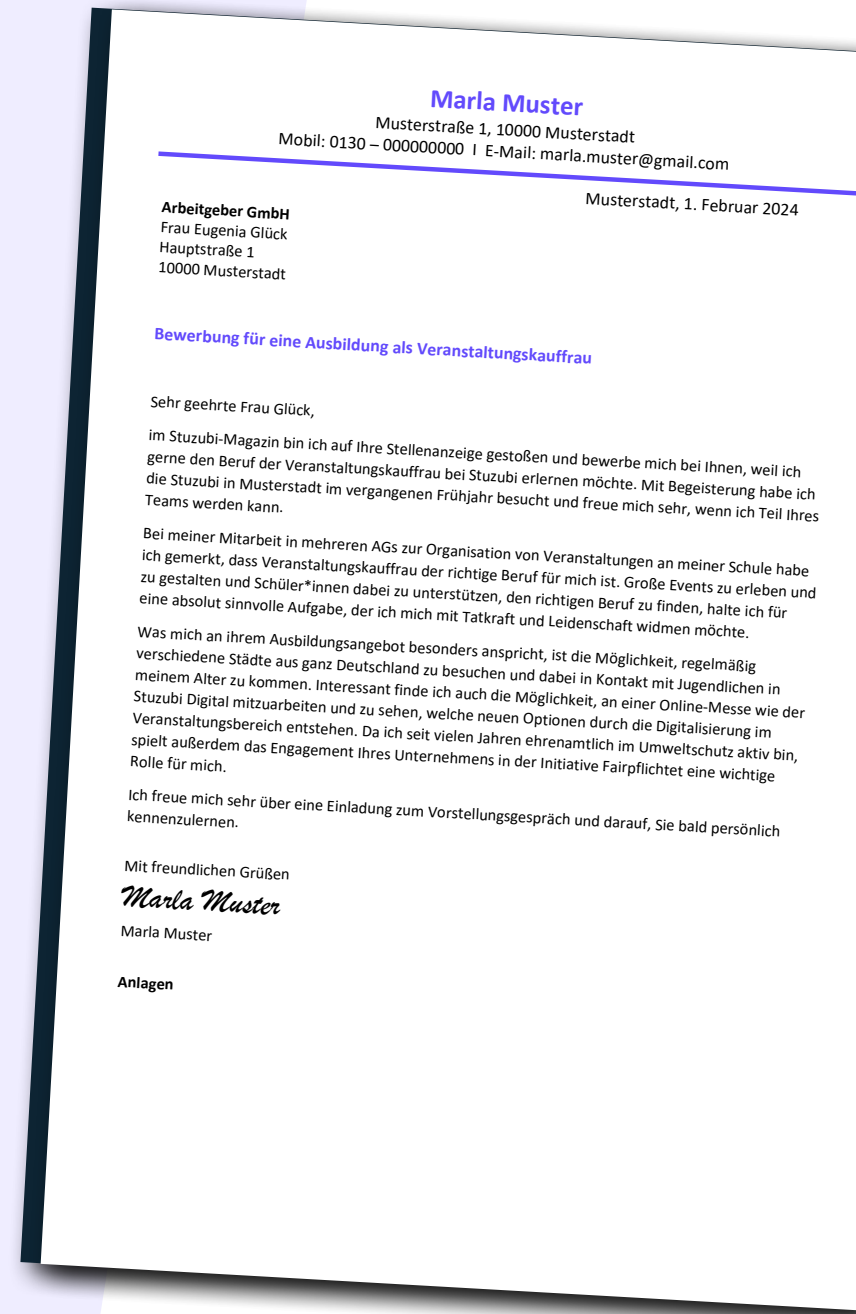 Marla Muster
Musterstraße 1, 10000 Musterstadt
Mobil: 0130 – 000000000 I E-Mail: marla.muster@gmail.com
Musterstadt, 1. Februar 2024
Arbeitgeber GmbH
Frau Eugenia Glück
Hauptstraße 1
10000 Musterstadt
Bewerbung für eine Ausbildung als Veranstaltungskauffrau
Sehr geehrte Frau Glück,
im Stuzubi-Magazin bin ich auf Ihre Stellenanzeige gestoßen und bewerbe mich bei Ihnen, weil ich
gerne den Beruf der Veranstaltungskauffrau bei Stuzubi erlernen möchte. Mit Begeisterung habe ich
die Stuzubi in Musterstadt im vergangenen Frühjahr besucht und freue mich sehr, wenn ich Teil Ihres
Teams werden kann.
Bei meiner Mitarbeit in mehreren AGs zur Organisation von Veranstaltungen an meiner Schule habe
ich gemerkt, dass Veranstaltungskauffrau der richtige Beruf für mich ist. Große Events zu erleben und
zu gestalten und Schüler*innen dabei zu unterstützen, den richtigen Beruf zu finden, halte ich für
eine absolut sinnvolle Aufgabe, der ich mich mit Tatkraft und Leidenschaft widmen möchte.
Was mich an ihrem Ausbildungsangebot besonders anspricht, ist die Möglichkeit, regelmäßig
verschiedene Städte aus ganz Deutschland zu besuchen und dabei in Kontakt mit Jugendlichen in
meinem Alter zu kommen. Interessant finde ich auch die Möglichkeit, an einer Online-Messe wie der
Stuzubi Digital mitzuarbeiten und zu sehen, welche neuen Optionen durch die Digitalisierung im
Veranstaltungsbereich entstehen. Da ich seit vielen Jahren ehrenamtlich im Umweltschutz aktiv bin,
spielt außerdem das Engagement Ihres Unternehmens in der Initiative Fairpflichtet eine wichtige
Rolle für mich.
Ich freue mich sehr über eine Einladung zum Vorstellungsgespräch und darauf, Sie bald persönlich
kennenzulernen.
Mit freundlichen Grüßen
Marla Muster
Marla Muster
Anlagen